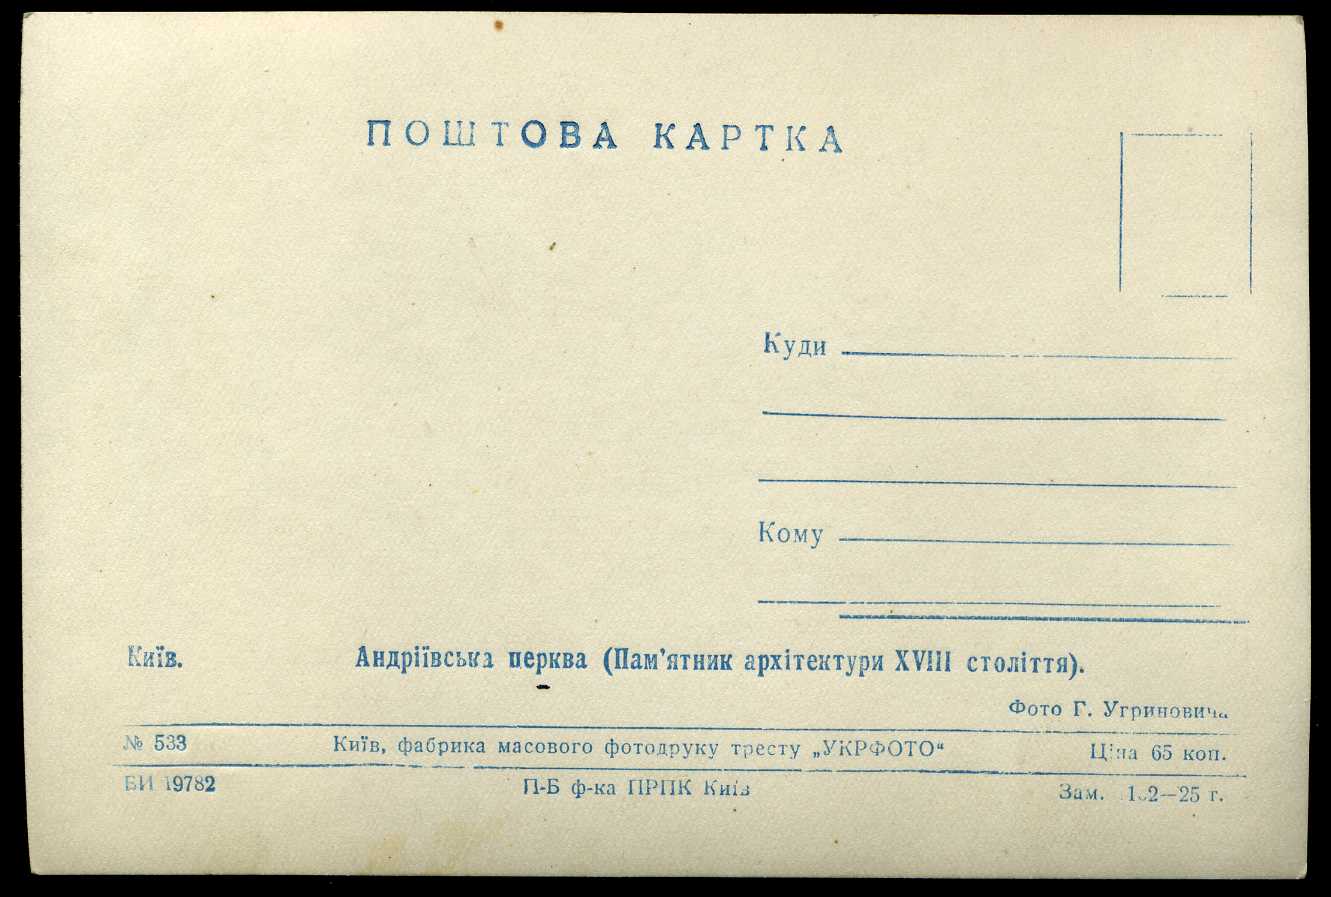 ПОШТОВА КАРТКА
Куди
Кому
Київ. Андріївська церква (Пам'ятник архітектури XVIII століття).
Фото Г. Угриновича
№ 533 Київ, фабрика масового фотодруку тресту „УКРФОТО“ Ціна 65 коп.
БИ 19782 П-Б ф-ка ПРПК Київ Зам. г.